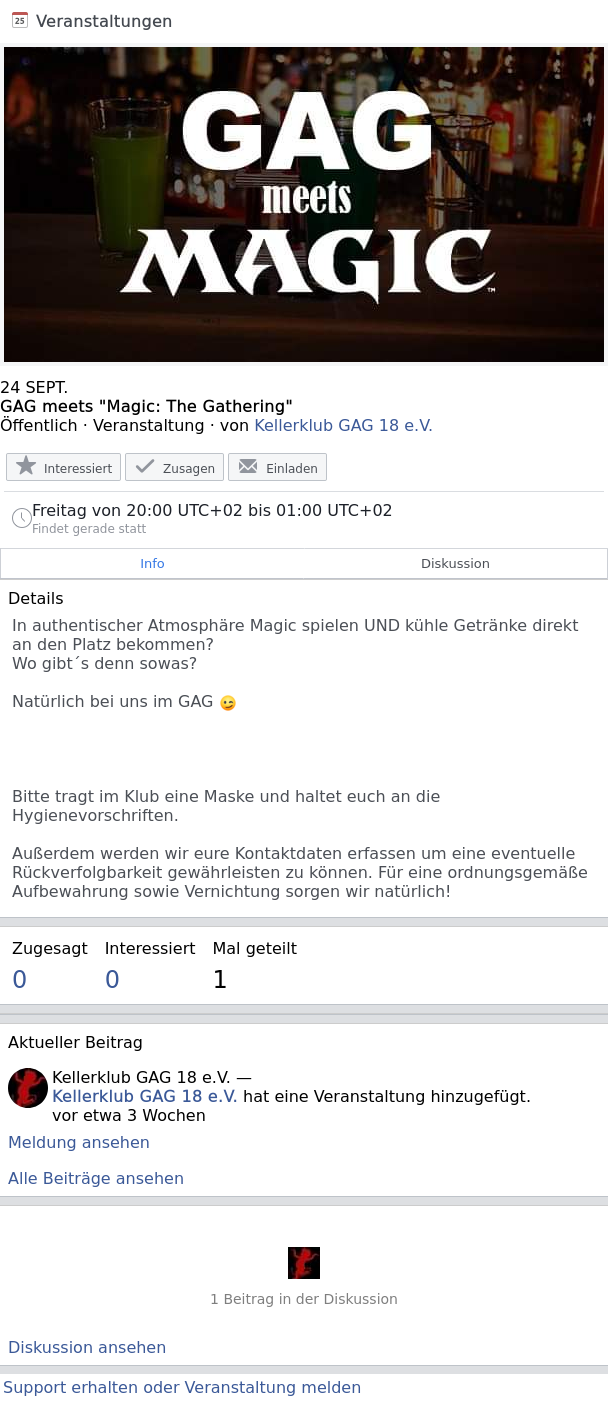 25 Veranstaltungen
GAG
meets
MAGIC™
24 SEPT.
GAG meets "Magic: The Gathering"
Öffentlich · Veranstaltung · von Kellerklub GAG 18 e.V.
Interessiert Zusagen Einladen
Freitag von 20:00 UTC+02 bis 01:00 UTC+02
Findet gerade statt
Info Diskussion
Details
In authentischer Atmosphäre Magic spielen UND kühle Getränke direkt
an den Platz bekommen?
Wo gibt´s denn sowas?
Natürlich bei uns im GAG 😉
Bitte tragt im Klub eine Maske und haltet euch an die
Hygienevorschriften.
Außerdem werden wir eure Kontaktdaten erfassen um eine eventuelle
Rückverfolgbarkeit gewährleisten zu können. Für eine ordnungsgemäße
Aufbewahrung sowie Vernichtung sorgen wir natürlich!
Zugesagt Interessiert Mal geteilt
0 0 1
Aktueller Beitrag
Kellerklub GAG 18 e.V. —
Kellerklub GAG 18 e.V. hat eine Veranstaltung hinzugefügt.
vor etwa 3 Wochen
Meldung ansehen
Alle Beiträge ansehen
1 Beitrag in der Diskussion
Diskussion ansehen
Support erhalten oder Veranstaltung melden